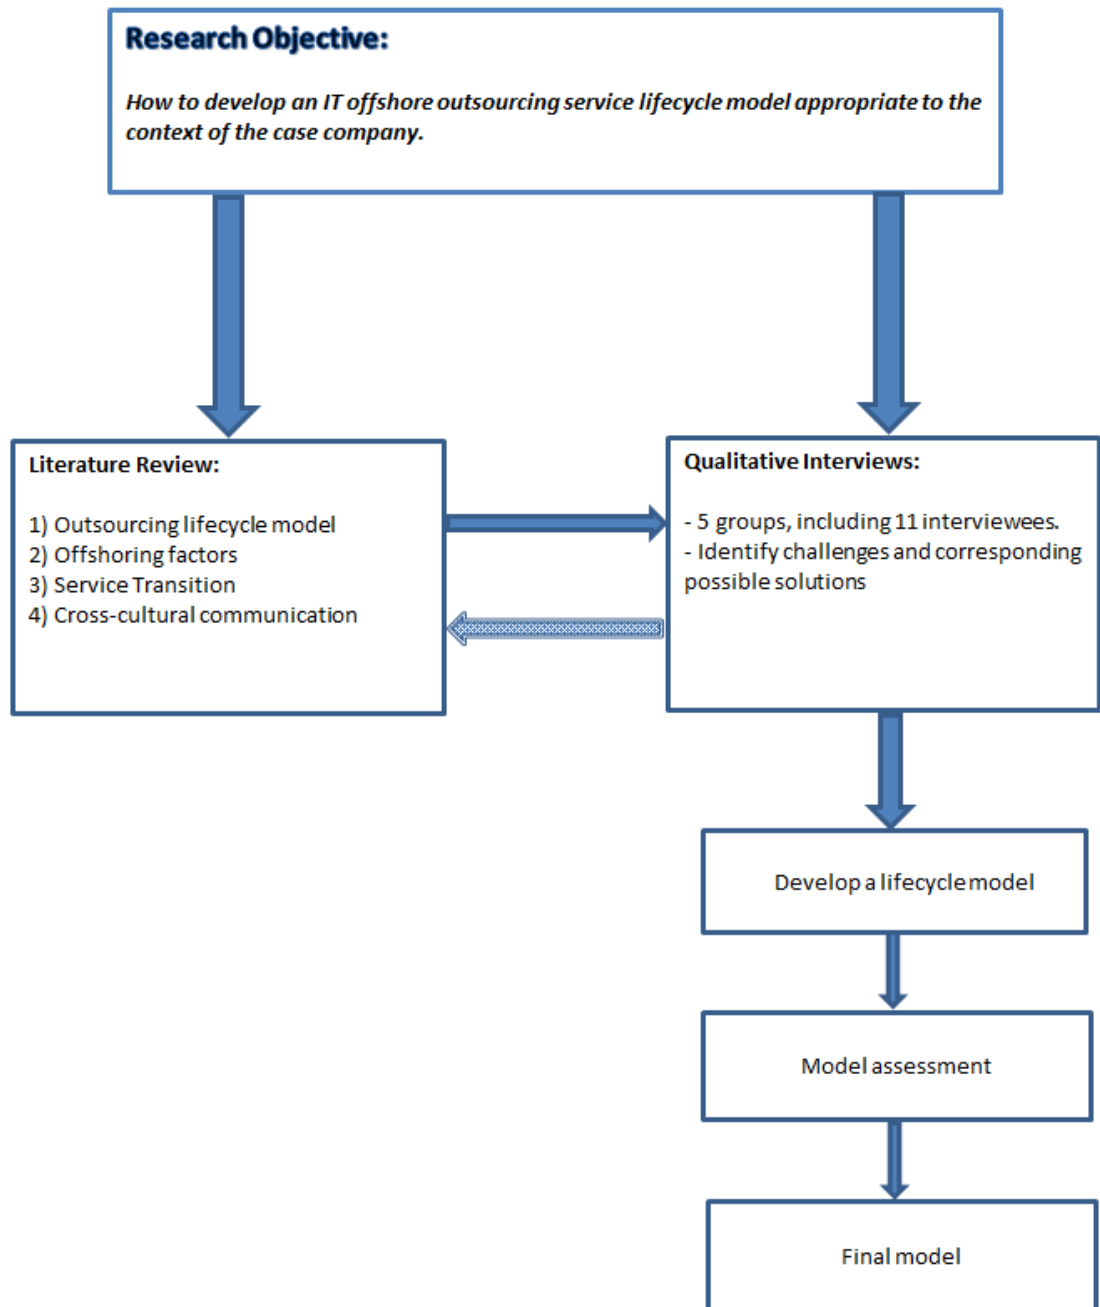 Research Objective:
How to develop an IT offshore outsourcing service lifecycle model appropriate to the
context of the case company.
Literature Review:
1) Outsourcing lifecycle model
2) Offshoring factors
3) Service Transition
4) Cross-cultural communication
Qualitative Interviews:
- 5 groups, including 11 interviewees.
- Identify challenges and corresponding
possible solutions
Develop a lifecycle model
Model assessment
Final model